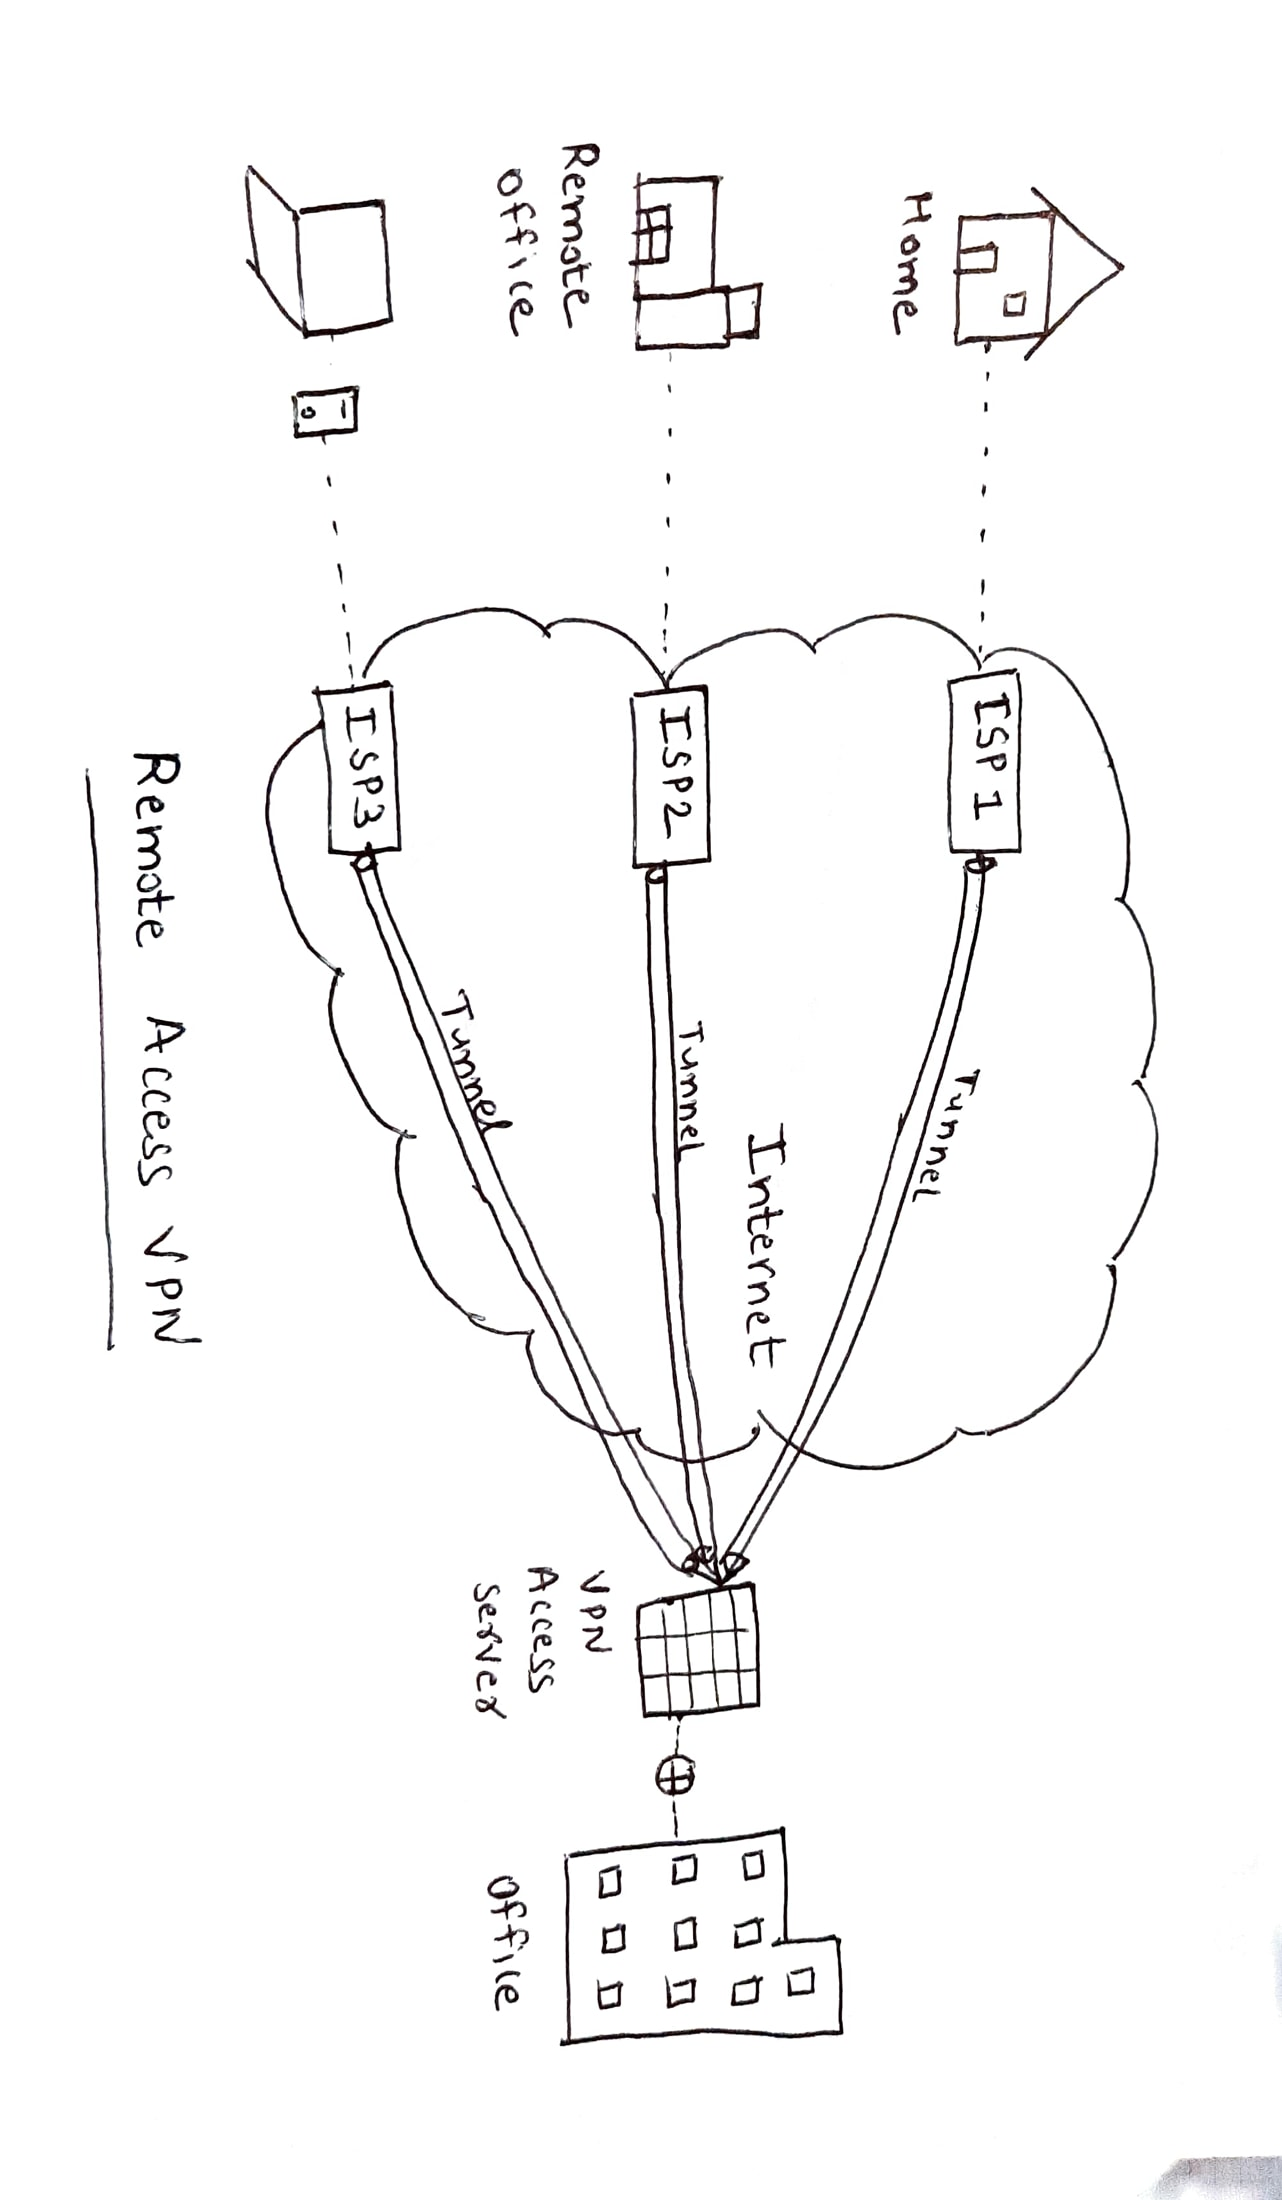 Home
ISP 1
Tunnel
Remote
office
ISP2
Tunnel
Internet
ISP3
Tunnel
VPN
Access
Server
office
Remote Access VPN